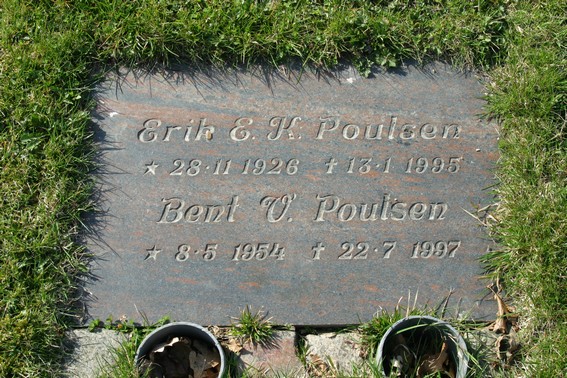 Erik E. K. Poulsen
★ 28·11 1926 ✝ 13·1 1995
Bent V. Poulsen
★ 8·5 1954 ✝ 22·7 1997